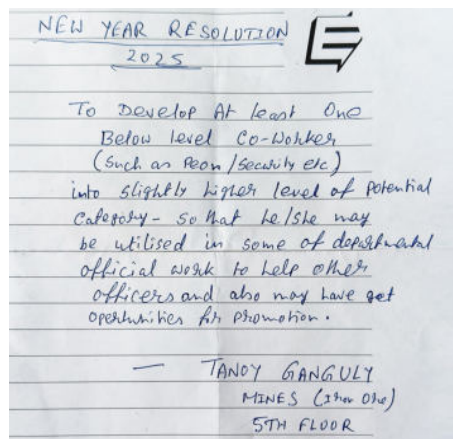 NEW YEAR RESOLUTION
2025
To Develop At least One
Below level Co-Worker
(Such as Peon/Security etc)
into slightly higher level of potential
Category - so that he/she may
be utilised in some of departmental
official work to help other
officers and also may have get
opertunities for promotion.
— TANOY GANGULY
MINES (Iron Ore)
5TH FLOOR